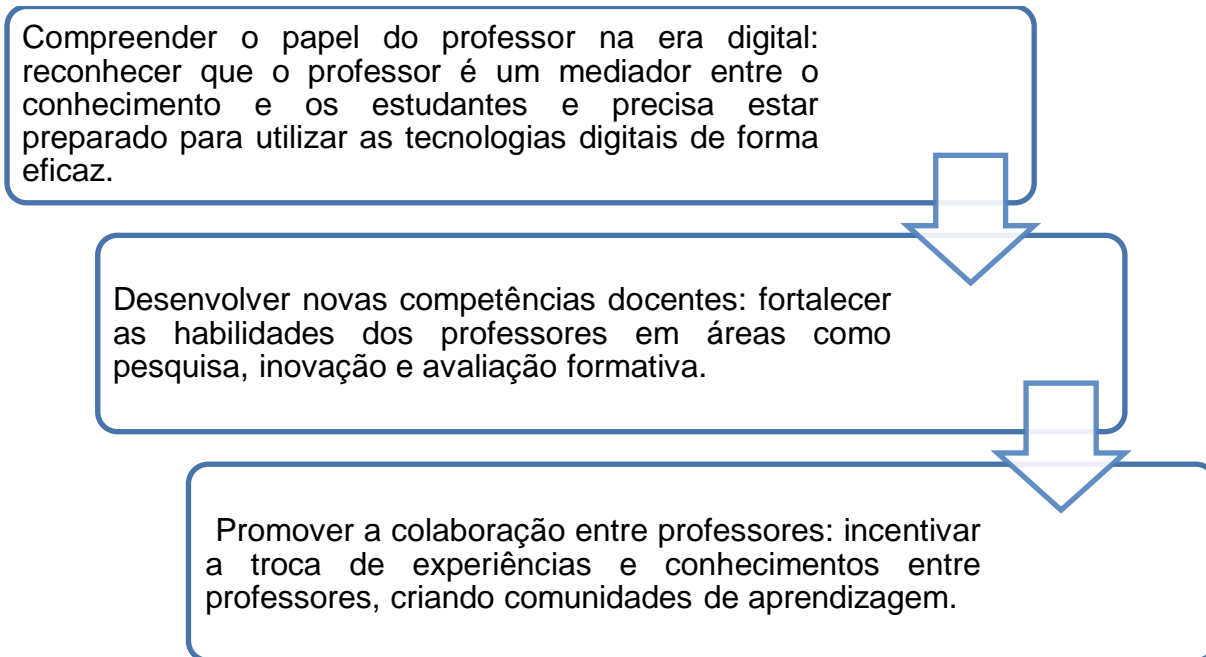 Compreender o papel do professor na era digital:
reconhecer que o professor é um mediador entre o
conhecimento e os estudantes e precisa estar
preparado para utilizar as tecnologias digitais de forma
eficaz.
Desenvolver novas competências docentes: fortalecer
as habilidades dos professores em áreas como
pesquisa, inovação e avaliação formativa.
Promover a colaboração entre professores: incentivar
a troca de experiências e conhecimentos entre
professores, criando comunidades de aprendizagem.